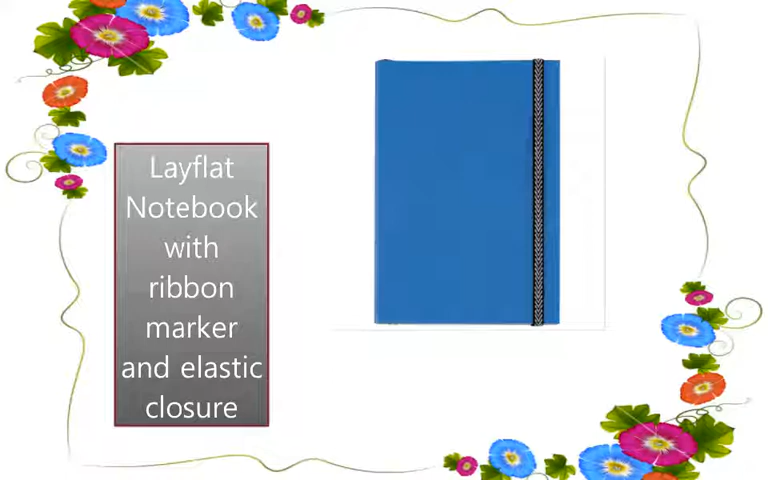 Layflat
Notebook
with
ribbon
marker
and elastic
closure